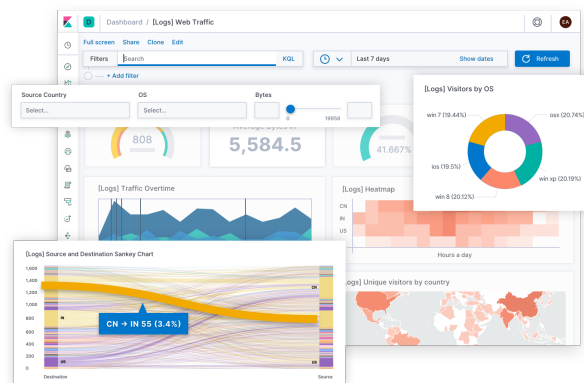 D Dashboard / [Logs] Web Traffic
EA
Full screen Share Clone Edit
Filters Search KQL
Last 7 days Show dates
Refresh
+ Add filter
Source Country OS Bytes
Select... Select...
0 19958
808
Average Bytes In
5,584.5
41.667%
[Logs] Visitors by OS
win 7 (19.44%)
osx (20.74%)
ios (19.5%)
win xp (20.19%)
win 8 (20.12%)
[Logs] Traffic Overtime
[Logs] Heatmap
CN
IN
US
Hours a day
[Logs] Source and Destination Sankey Chart
1,600
1,400
1,200
1,000
800
600
400
200
0
CN
IN
CN → IN 55 (3.4%)
US
US
Destination
Source
Logs] Unique visitors by country